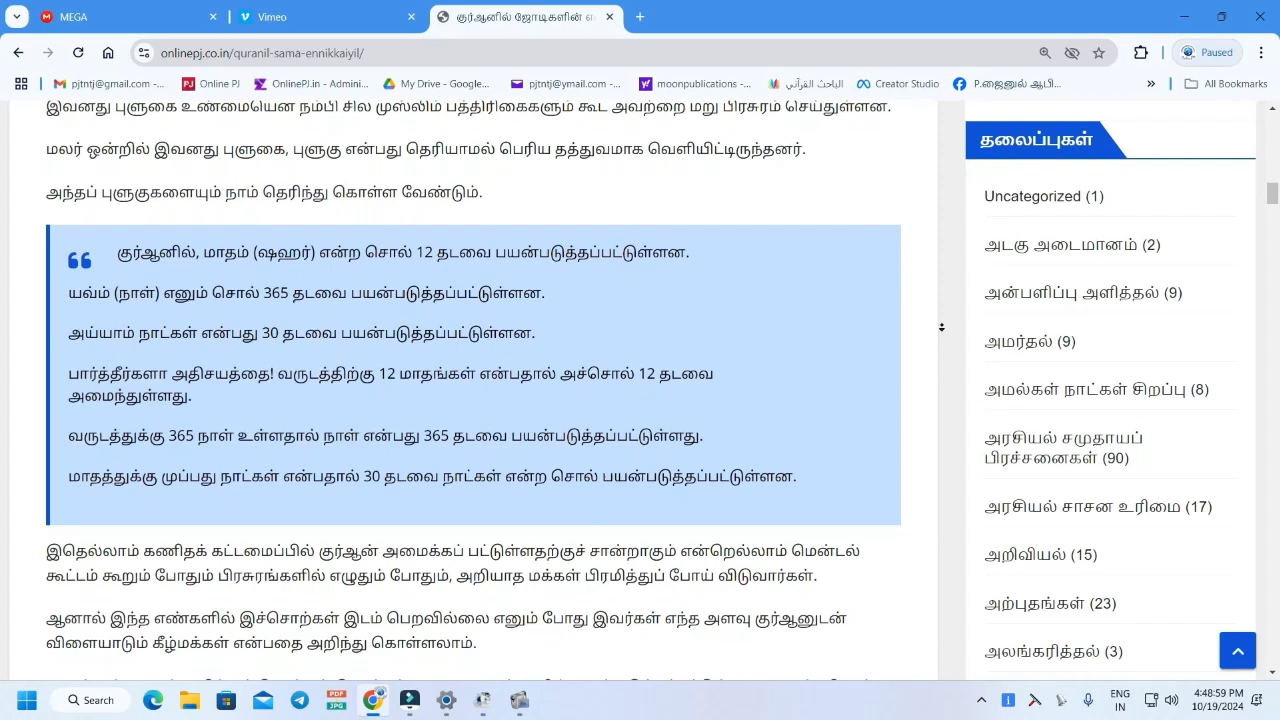 MEGA
Vimeo
குர்ஆனில் ஜோடிகளின்
onlinepj.co.in/quranil-sama-ennikkaiyil/
Paused
pjtntj@gmail.com -...
Online PJ
OnlinePJ.in - Admini...
My Drive - Google...
pjtntj@ymail.com -...
moonpublications -...
الباحث القرآني
Creator Studio
P.ஜைனுல் ஆபி...
All Bookmarks
இவனது புளுகை உண்மையென நம்பி சில முஸ்லிம் பத்திரிகைகளும் கூட அவற்றை மறு பிரசுரம் செய்துள்ளன.
மலர் ஒன்றில் இவனது புளுகை, புளுகு எனது தெரியாமல் பெரிய தத்துவமாக வெளியிட்டிருந்தனர்.
அந்தப் புளுகுகளையும் நாம் தெரிந்து கொள்ள வேண்டும்.
குர்ஆனில், மாதம் (ஷஹர்) என்ற சொல் 12 தடவை பயன்படுத்தப்பட்டுள்ளன.
யவ்ம் (நாள்) எனும் சொல் 365 தடவை பயன்படுத்தப்பட்டுள்ளன.
அய்யாம் நாட்கள் என்பது 30 தடவை பயன்படுத்தப்பட்டுள்ளன.
பார்த்தீர்களா அதிசயத்தை! வருடத்திற்கு 12 மாதங்கள் என்பதால் அச்சொல் 12 தடவை
அமைந்துள்ளது.
வருடத்துக்கு 365 நாள் உள்ளதால் நாள் என்பது 365 தடவை பயன்படுத்தப்பட்டுள்ளது.
மாதத்துக்கு முப்பது நாட்கள் என்பதால் 30 தடவை நாட்கள் என்ற சொல் பயன்படுத்தப்பட்டுள்ளன.
இதெல்லாம் கணிதக் கட்டமைப்பில் குர்ஆன் அமைக்கப் பட்டுள்ளதற்குச் சான்றாகும் என்றெல்லாம் மென்டல்
கூட்டம் கூறும் போதும் பிரசுரங்களில் எழுதும் போதும், அறியாத மக்கள் பிரமித்துப் போய் விடுவார்கள்.
ஆனால் இந்த எண்களில் இச்சொற்கள் இடம் பெறவில்லை எனும் போது இவர்கள் எந்த அளவு குர்ஆனுடன்
விளையாடும் கீழ்மக்கள் என்பதை அறிந்து கொள்ளலாம்.
தலைப்புகள்
Uncategorized (1)
அடகு அடைமானம் (2)
அன்பளிப்பு அளித்தல் (9)
அமர்தல் (9)
அமல்கள் நாட்கள் சிறப்பு (8)
அரசியல் சமுதாயப்
பிரச்சனைகள் (90)
அரசியல் சாசன உரிமை (17)
அறிவியல் (15)
அற்புதங்கள் (23)
அலங்கரித்தல் (3)
Search
PDF
JPG
ENG
IN
4:48:59 PM
10/19/2024